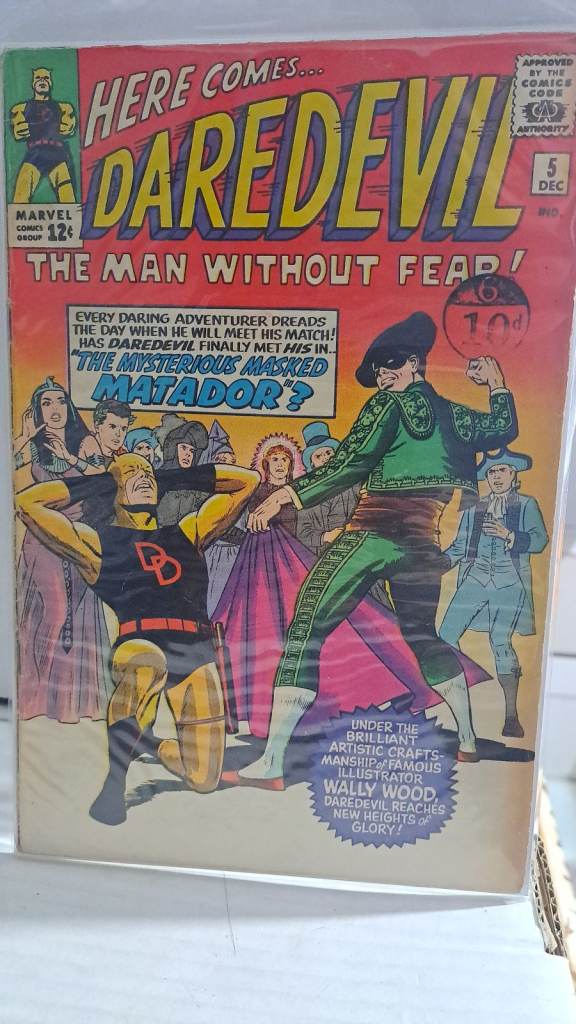 HERE COMES...
DAREDEVIL
APPROVED
BY THE
COMICS
CODE
CA
AUTHORITY
5
DEC
IND.
MARVEL
COMICS
GROUP 12¢
THE MAN WITHOUT FEAR!
6
10d
EVERY DARING ADVENTURER DREADS
THE DAY WHEN HE WILL MEET HIS MATCH!
HAS DAREDEVIL FINALLY MET HIS IN..
"THE MYSTERIOUS MASKED
MATADOR"?
DD
UNDER THE
BRILLIANT
ARTISTIC CRAFTS-
MANSHIP of FAMOUS
ILLUSTRATOR
WALLY WOOD,
DAREDEVIL REACHES
NEW HEIGHTS of
GLORY!